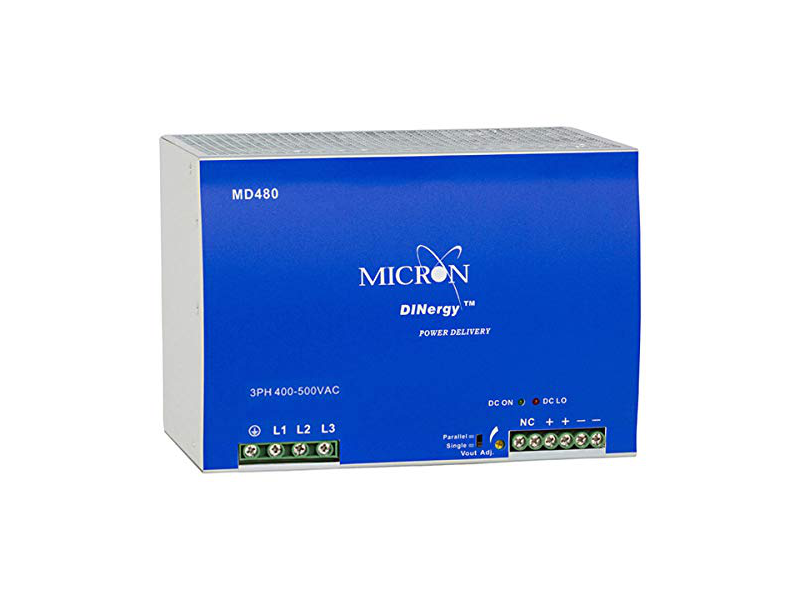 MD480
MICRON
DINergy™
POWER DELIVERY
3PH 400-500VAC
DC ON DC LO
L1 L2 L3
NC + + − −
Parallel
Single
Vout Adj.